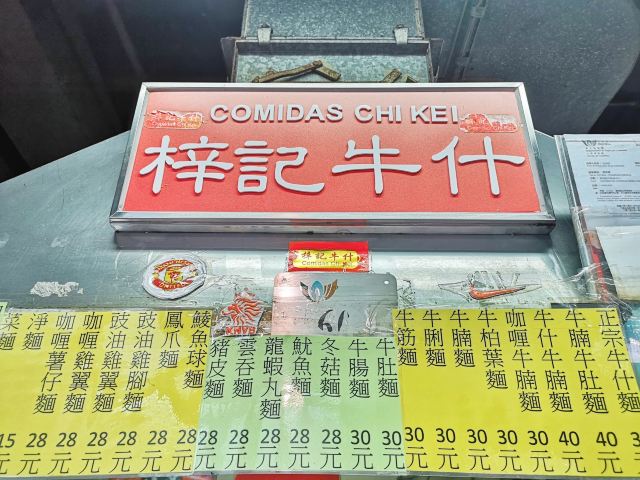 COMIDAS CHI KEI
梓記牛什
梓記牛什
Comidas Chi Kei
KHVB
61
正宗牛什麵
牛腩牛肚麵 40元
牛什牛腩麵 40元
咖喱牛腩麵 30元
牛柏葉麵 30元
牛腩麵 30元
牛脷麵 30元
牛筋麵 30元
牛肚麵 30元
牛腸麵 30元
冬菇麵 28元
魷魚麵 28元
龍蝦丸麵 28元
雲吞麵 28元
豬皮麵 28元
鯪魚球麵 28元
鳳爪麵 28元
豉油雞腳麵 28元
豉油雞翼麵 28元
咖喱雞翼麵 28元
咖喱薯仔麵 28元
淨麵 15元
菜麵